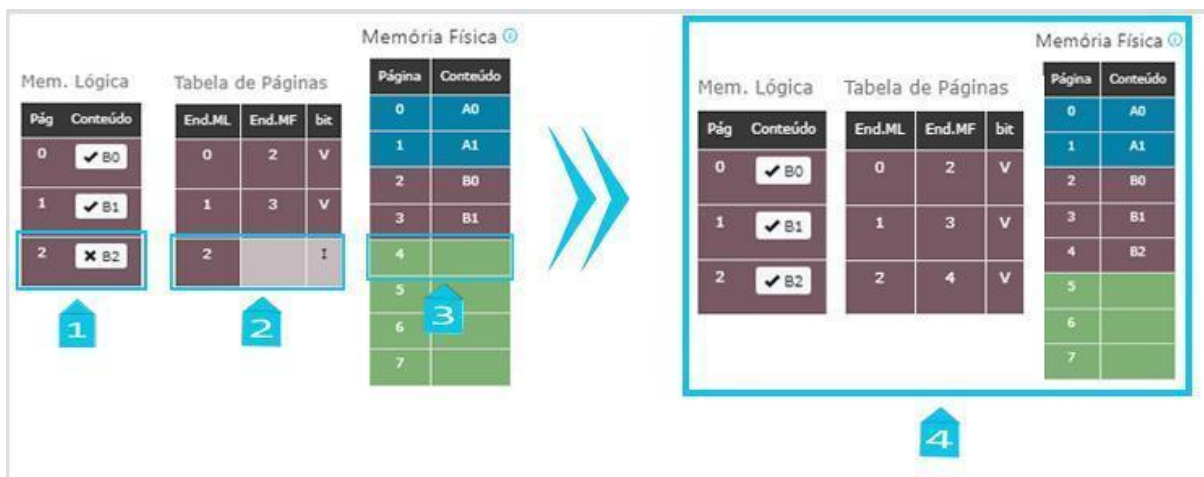 Memória Física
Mem. Lógica
Tabela de Páginas
Pág Conteúdo
0 B0
1 B1
2 B2
End.ML End.MF bit
0 2 V
1 3 V
2 I
Página Conteúdo
0 A0
1 A1
2 B0
3 B1
4
5
6
7
1
2
3
Memória Física
Mem. Lógica
Tabela de Páginas
Pág Conteúdo
0 B0
1 B1
2 B2
End.ML End.MF bit
0 2 V
1 3 V
2 4 V
Página Conteúdo
0 A0
1 A1
2 B0
3 B1
4 B2
5
6
7
4